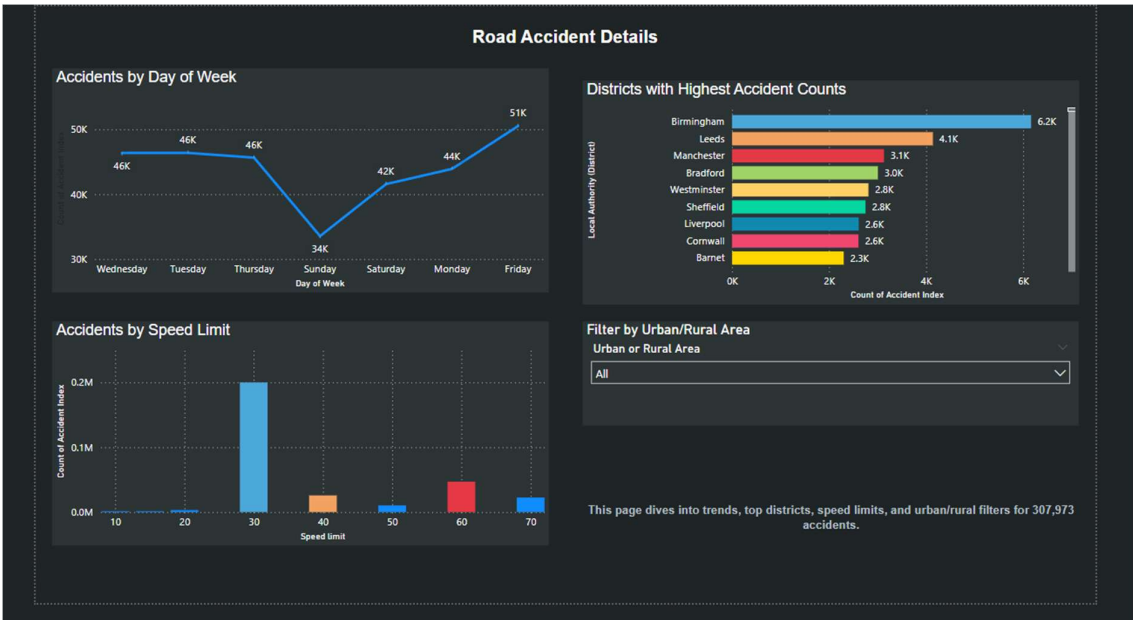 Road Accident Details
Accidents by Day of Week
Count of Accident Index
50K
40K
30K
46K
46K
46K
34K
42K
44K
51K
Wednesday
Tuesday
Thursday
Sunday
Saturday
Monday
Friday
Day of Week
Districts with Highest Accident Counts
Local Authority (District)
Birmingham
6.2K
Leeds
4.1K
Manchester
3.1K
Bradford
3.0K
Westminster
2.8K
Sheffield
2.8K
Liverpool
2.6K
Cornwall
2.6K
Barnet
2.3K
0K
2K
4K
6K
Count of Accident Index
Accidents by Speed Limit
Count of Accident Index
0.2M
0.1M
0.0M
10
20
30
40
50
60
70
Speed limit
Filter by Urban/Rural Area
Urban or Rural Area
All
This page dives into trends, top districts, speed limits, and urban/rural filters for 307,973
accidents.